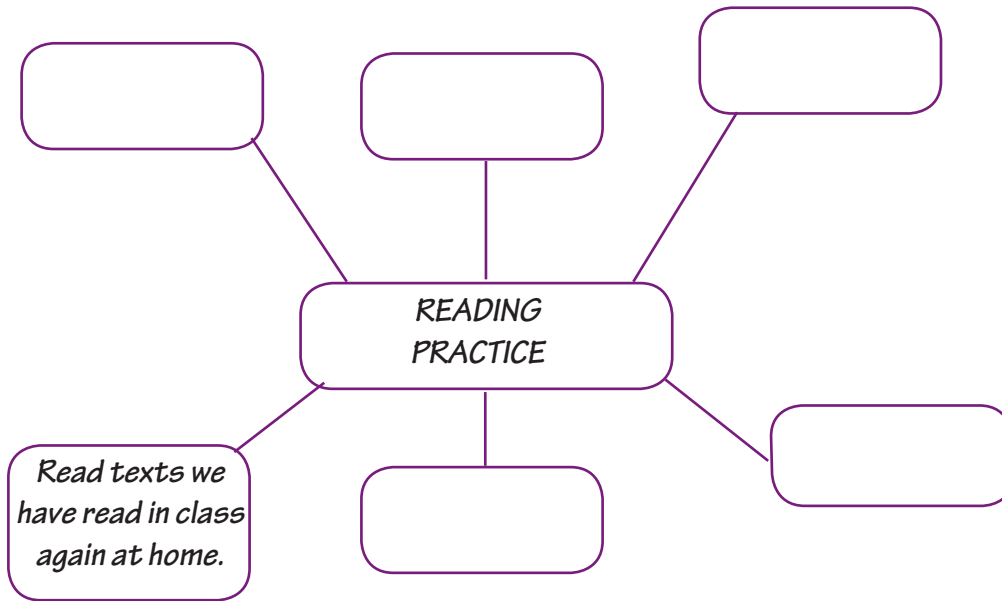 READING
PRACTICE
Read texts we
have read in class
again at home.